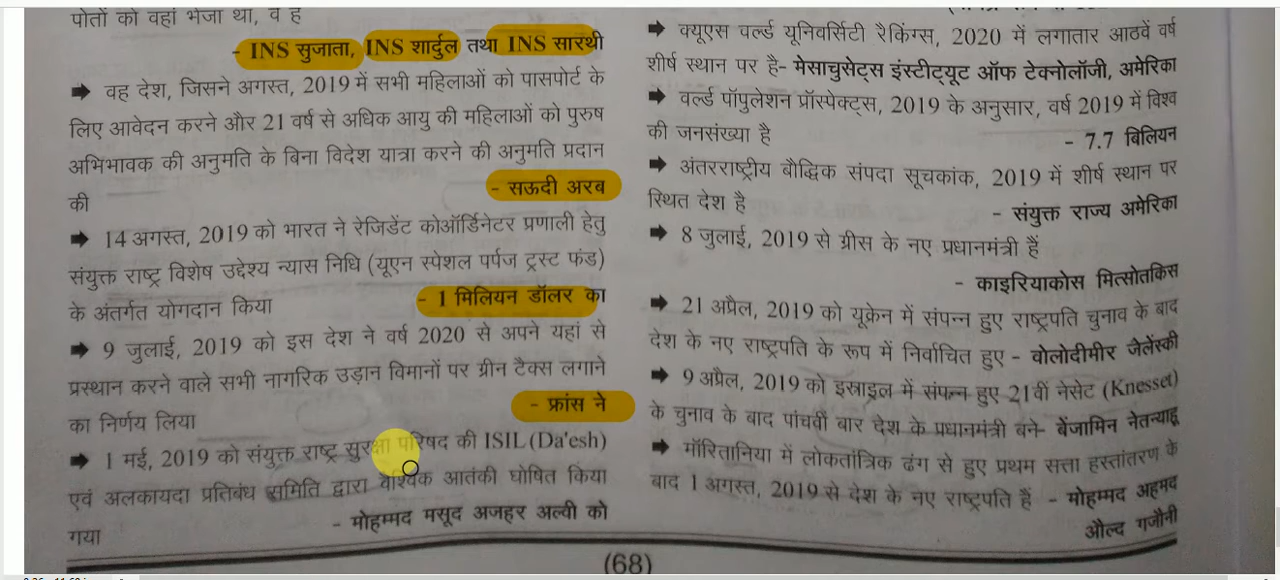 पोतों को वहां भेजा था, वे हैं
- INS सुजाता, INS शार्दुल तथा INS सारथी
➡ वह देश, जिसने अगस्त, 2019 में सभी महिलाओं को पासपोर्ट के
लिए आवेदन करने और 21 वर्ष से अधिक आयु की महिलाओं को पुरुष
अभिभावक की अनुमति के बिना विदेश यात्रा करने की अनुमति प्रदान
की - सऊदी अरब
➡ 14 अगस्त, 2019 को भारत ने रेजिडेंट कोऑर्डिनेटर प्रणाली हेतु
संयुक्त राष्ट्र विशेष उद्देश्य न्यास निधि (यूएन स्पेशल पर्पज ट्रस्ट फंड)
के अंतर्गत योगदान किया - 1 मिलियन डॉलर का
➡ 9 जुलाई, 2019 को इस देश ने वर्ष 2020 से अपने यहां से
प्रस्थान करने वाले सभी नागरिक उड़ान विमानों पर ग्रीन टैक्स लगाने
का निर्णय लिया - फ्रांस ने
➡ 1 मई, 2019 को संयुक्त राष्ट्र सुरक्षा परिषद की ISIL (Da'esh)
एवं अलकायदा प्रतिबंध समिति द्वारा वैश्विक आतंकी घोषित किया
गया - मोहम्मद मसूद अजहर अल्वी को
➡ क्यूएस वर्ल्ड यूनिवर्सिटी रैकिंग्स, 2020 में लगातार आठवें वर्ष
शीर्ष स्थान पर है- मेसाचुसेट्स इंस्टीट्यूट ऑफ टेक्नोलॉजी, अमेरिका
➡ वर्ल्ड पॉपुलेशन प्रॉस्पेक्ट्स, 2019 के अनुसार, वर्ष 2019 में विश्व
की जनसंख्या है - 7.7 बिलियन
➡ अंतरराष्ट्रीय बौद्धिक संपदा सूचकांक, 2019 में शीर्ष स्थान पर
स्थित देश है - संयुक्त राज्य अमेरिका
➡ 8 जुलाई, 2019 से ग्रीस के नए प्रधानमंत्री हैं
- काइरियाकोस मित्सोतकिस
➡ 21 अप्रैल, 2019 को यूक्रेन में संपन्न हुए राष्ट्रपति चुनाव के बाद
देश के नए राष्ट्रपति के रूप में निर्वाचित हुए - वोलोदीमीर जेलेंस्की
➡ 9 अप्रैल, 2019 को इस्राइल में संपन्न हुए 21वीं नेसेट (Knesset)
के चुनाव के बाद पांचवीं बार देश के प्रधानमंत्री बने- बेंजामिन नेतन्याहू
➡ मॉरितानिया में लोकतांत्रिक ढंग से हुए प्रथम सत्ता हस्तांतरण के
बाद 1 अगस्त, 2019 से देश के नए राष्ट्रपति हैं - मोहम्मद अहमद
औल्द गजौनी
(68)